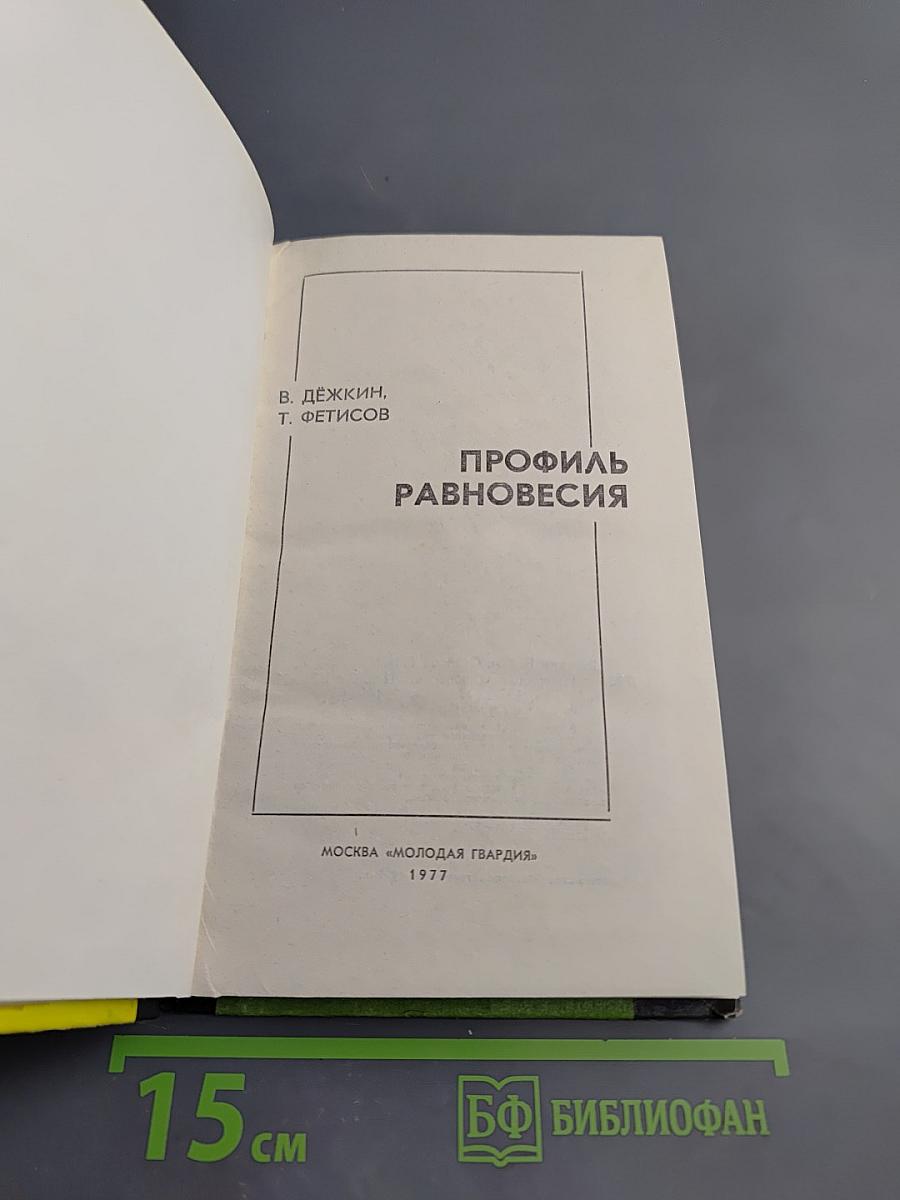 В. ДЁЖКИН,
Т. ФЕТИСОВ
ПРОФИЛЬ
РАВНОВЕСИЯ
МОСКВА «МОЛОДАЯ ГВАРДИЯ»
1977
15 см
БФ БИБЛИОФАН